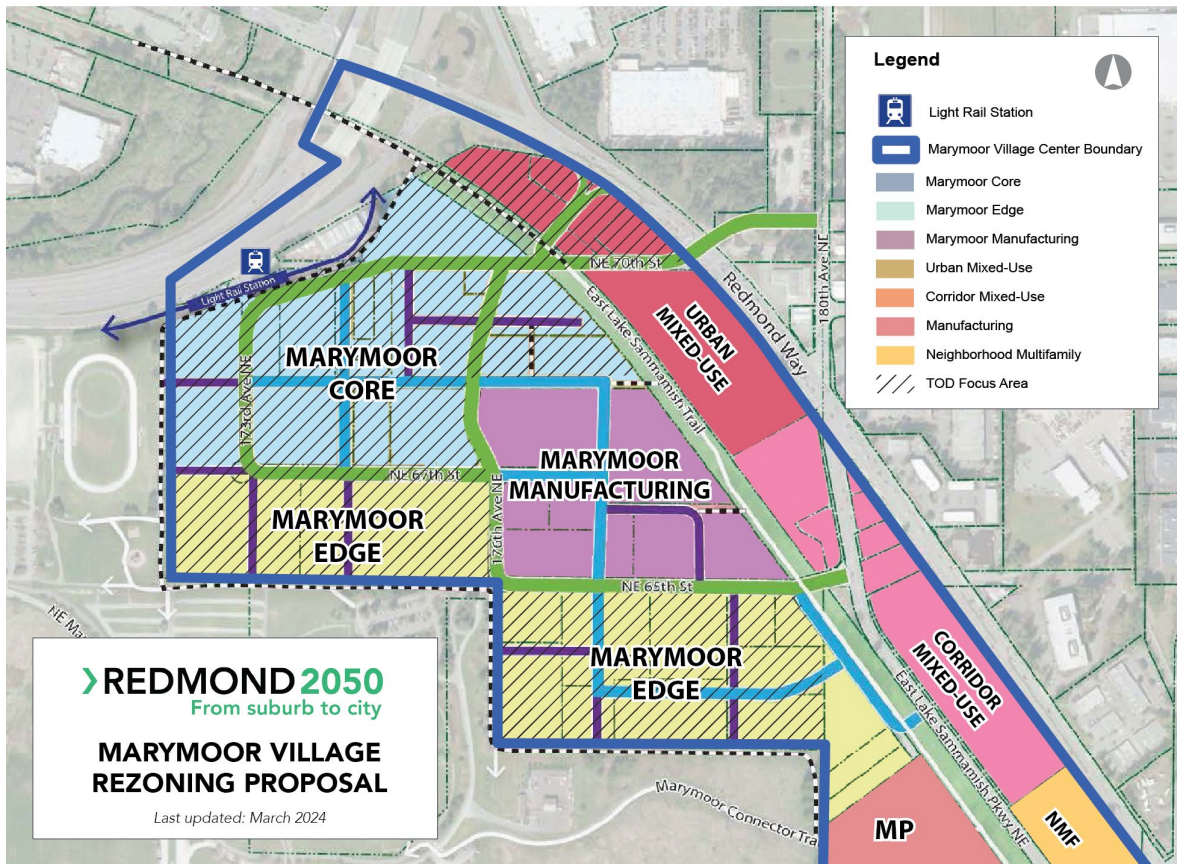 Legend
Light Rail Station
Marymoor Village Center Boundary
Marymoor Core
Marymoor Edge
Marymoor Manufacturing
Urban Mixed-Use
Corridor Mixed-Use
Manufacturing
Neighborhood Multifamily
TOD Focus Area
Light Rail Station
NE 70th St
Redmond Way
180th Ave NE
URBAN
MIXED-USE
East Lake Sammamish Trail
MARYMOOR
CORE
173rd Ave NE
NE 67th St
176th Ave NE
MARYMOOR
MANUFACTURING
MARYMOOR
EDGE
NE 65th St
MARYMOOR
EDGE
CORRIDOR
MIXED-USE
East Lake Sammamish Pkwy NE
NE Mar
Marymoor Connector Tra
MP
NMF
REDMOND 2050
From suburb to city
MARYMOOR VILLAGE
REZONING PROPOSAL
Last updated: March 2024